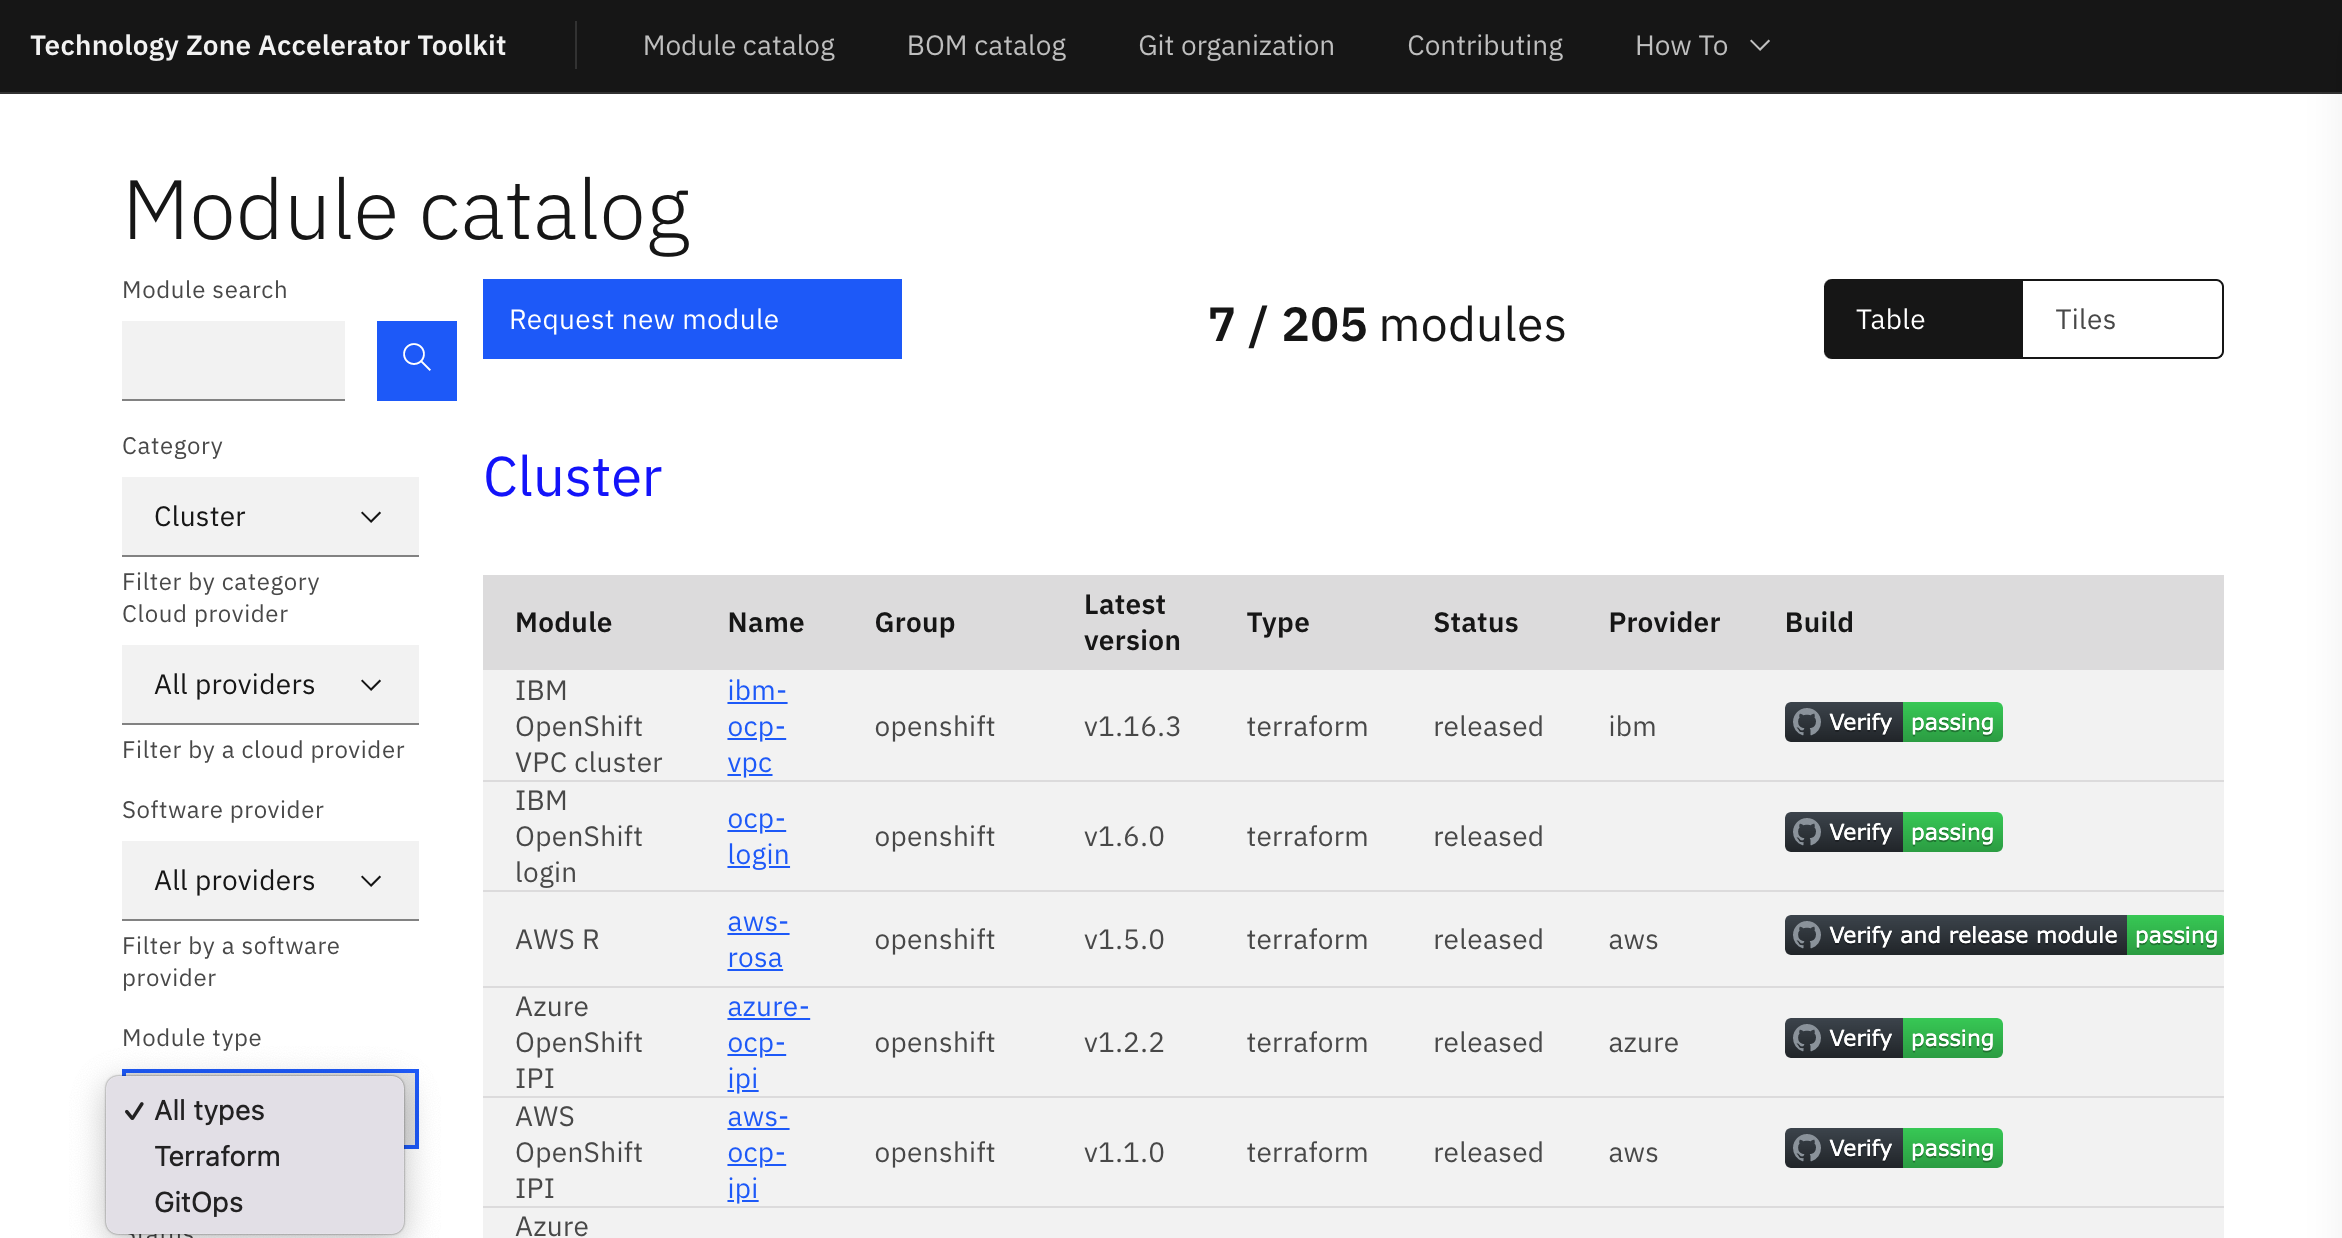 Technology Zone Accelerator Toolkit
Module catalog
BOM catalog
Git organization
Contributing
How To
Module catalog
Module search
Request new module
7 / 205 modules
Table
Tiles
Category
Cluster
Filter by category
Cloud provider
All providers
Filter by a cloud provider
Software provider
All providers
Filter by a software
provider
Module type
✓ All types
Terraform
GitOps
Cluster
Module
Name
Group
Latest
version
Type
Status
Provider
Build
IBM
OpenShift
VPC cluster
ibm-
ocp-
vpc
openshift
v1.16.3
terraform
released
ibm
Verify passing
IBM
OpenShift
login
ocp-
login
openshift
v1.6.0
terraform
released
Verify passing
AWS R
aws-
rosa
openshift
v1.5.0
terraform
released
aws
Verify and release module passing
Azure
OpenShift
IPI
azure-
ocp-
ipi
openshift
v1.2.2
terraform
released
azure
Verify passing
AWS
OpenShift
IPI
aws-
ocp-
ipi
openshift
v1.1.0
terraform
released
aws
Verify passing
Azure